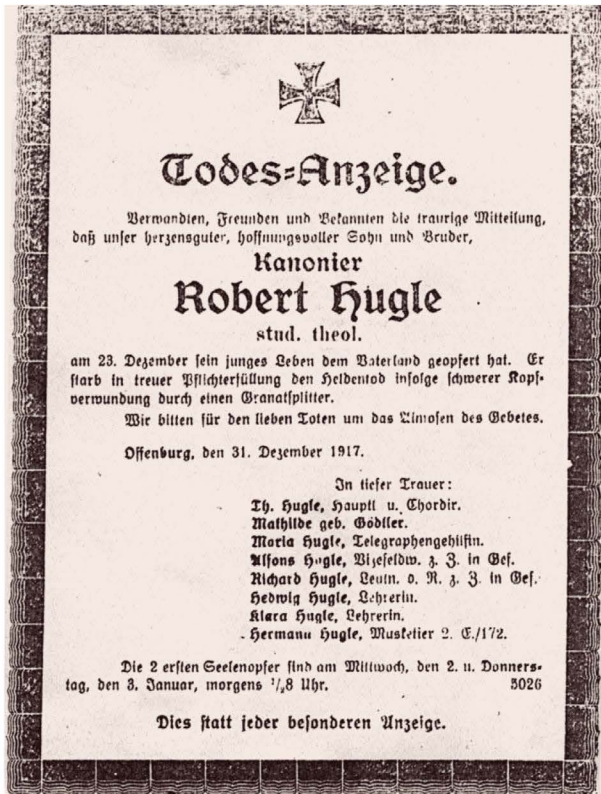 Todes-Anzeige.
Verwandten, Freunden und Bekannten die traurige Mitteilung,
daß unser herzensguter, hoffnungsvoller Sohn und Bruder,
Kanonier
Robert Hugle
stud. theol.
am 23. Dezember sein junges Leben dem Vaterland geopfert hat. Er
starb in treuer Pflichterfüllung den Heldentod infolge schwerer Kopf-
verwundung durch einen Granatsplitter.
Wir bitten für den lieben Toten um das Almosen des Gebetes.
Offenburg, den 31. Dezember 1917.
In tiefer Trauer:
Th. Hugle, Hauptl. u. Chordir.
Mathilde geb. Gödller.
Maria Hugle, Telegraphengehilfin.
Alfons Hugle, Vizefeldw. z. Z. in Gef.
Richard Hugle, Leutn. d. R. z. Z. in Gef.
Hedwig Hugle, Lehrerin.
Klara Hugle, Lehrerin.
Hermann Hugle, Musketier 2. E./172.
Die 2 ersten Seelenopfer sind am Mittwoch, den 2. u. Donners-
tag, den 3. Januar, morgens ½8 Uhr. 5026
Dies statt jeder besonderen Anzeige.